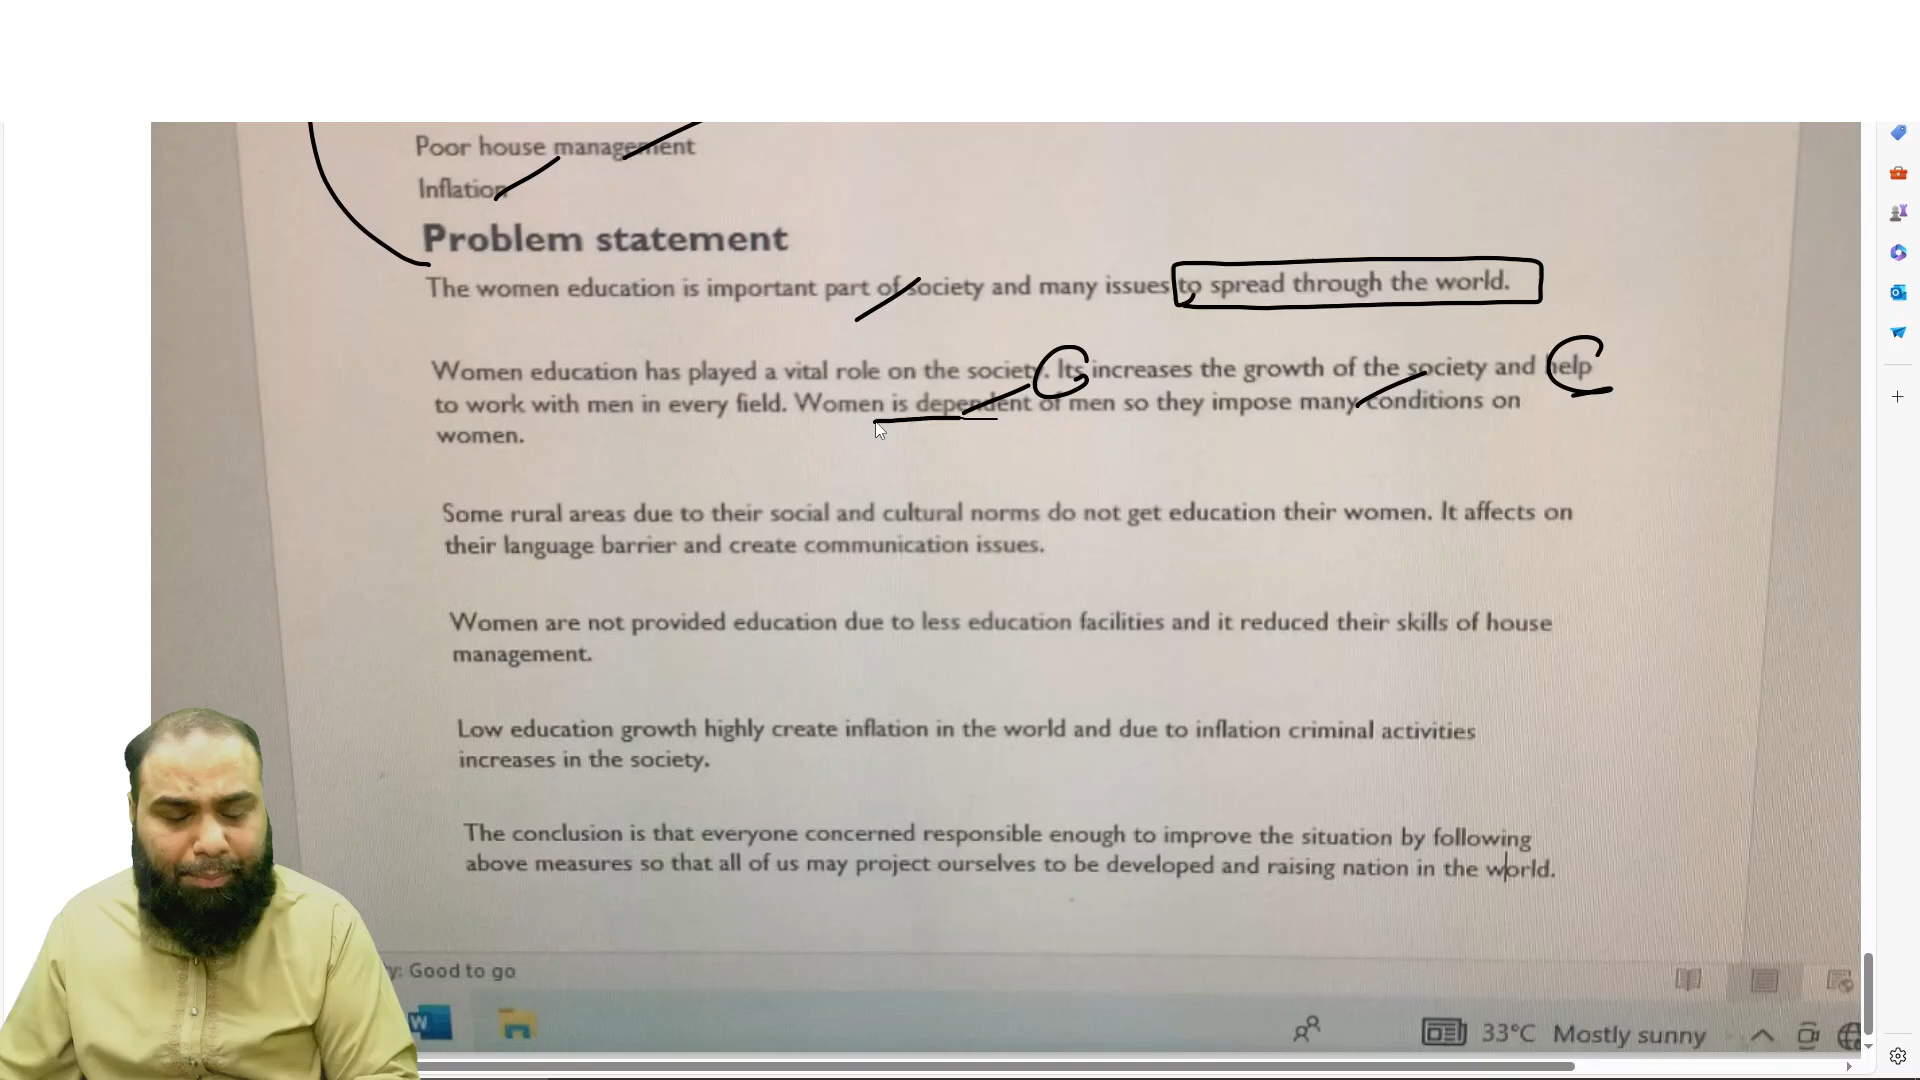 Poor house management
Inflation
Problem statement
The women education is important part of society and many issues to spread through the world.
Women education has played a vital role on the society. Its increases the growth of the society and help
to work with men in every field. Women is dependent of men so they impose many conditions on
women.
Some rural areas due to their social and cultural norms do not get education their women. It affects on
their language barrier and create communication issues.
Women are not provided education due to less education facilities and it reduced their skills of house
management.
Low education growth highly create inflation in the world and due to inflation criminal activities
increases in the society.
The conclusion is that everyone concerned responsible enough to improve the situation by following
above measures so that all of us may project ourselves to be developed and raising nation in the world.
y: Good to go
W
33°C Mostly sunny